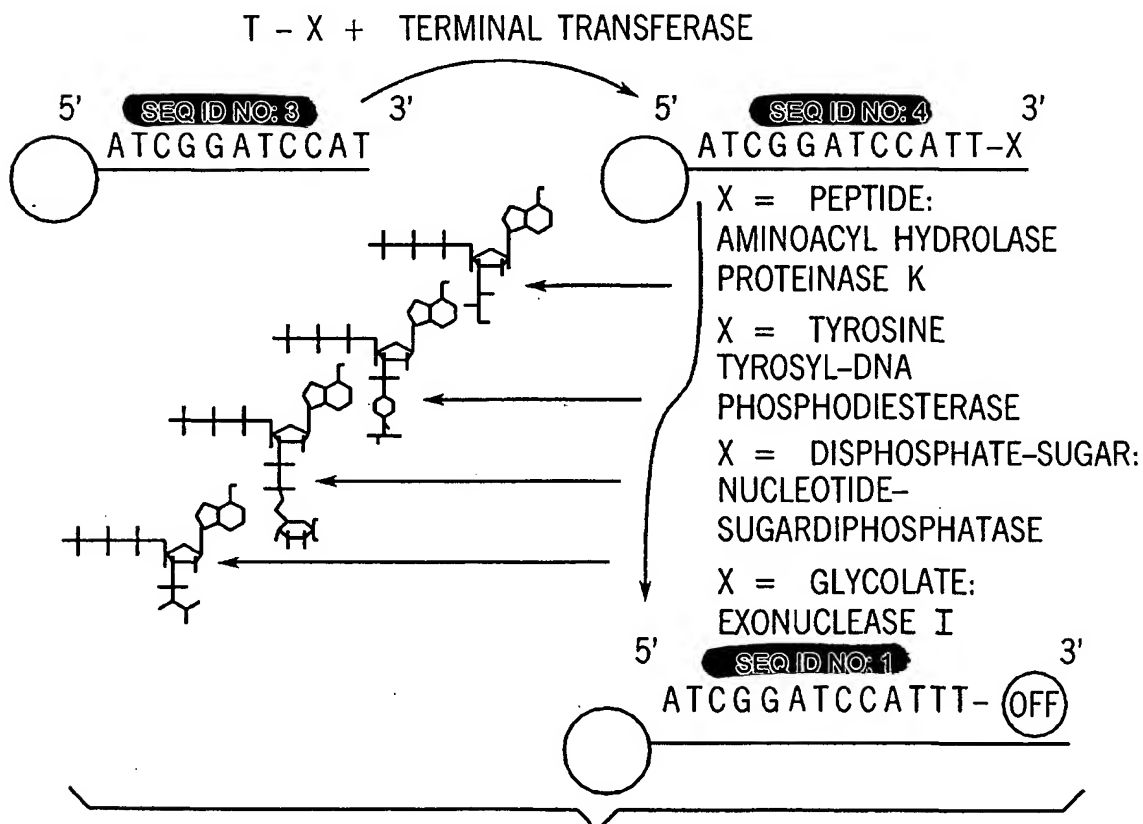 T - X + TERMINAL TRANSFERASE
5' SEQ ID NO: 3 3'
ATCGGATCCAT
5' SEQ ID NO: 4 3'
ATCGGATCCATT-X
X = PEPTIDE:
AMINOACYL HYDROLASE
PROTEINASE K
X = TYROSINE
TYROSYL-DNA
PHOSPHODIESTERASE
X = DISPHOSPHATE-SUGAR:
NUCLEOTIDE-
SUGARDIPHOSPHATASE
X = GLYCOLATE:
EXONUCLEASE I
5' SEQ ID NO: 1 3'
ATCGGATCCATTT- OFF